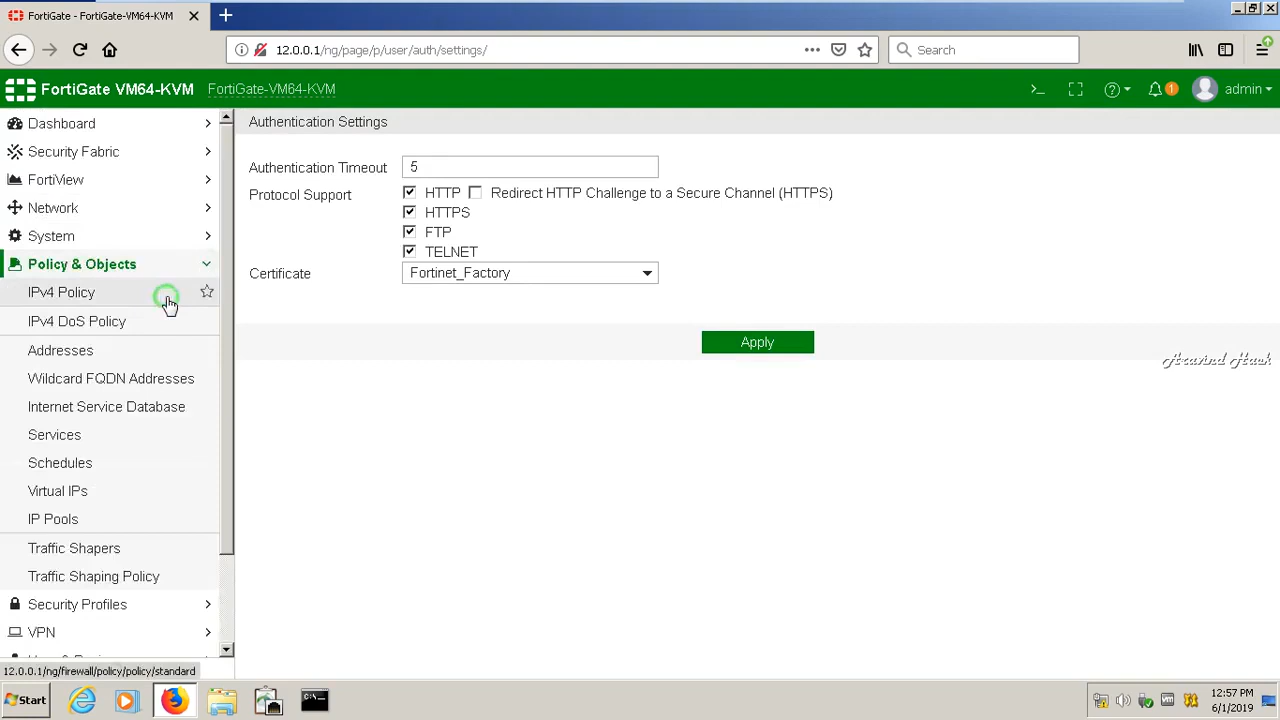 FortiGate - FortiGate-VM64-KVM
12.0.0.1/ng/page/p/user/auth/settings/
Search
FortiGate VM64-KVM
FortiGate-VM64-KVM
1
admin
Dashboard
Security Fabric
FortiView
Network
System
Policy & Objects
IPv4 Policy
IPv4 DoS Policy
Addresses
Wildcard FQDN Addresses
Internet Service Database
Services
Schedules
Virtual IPs
IP Pools
Traffic Shapers
Traffic Shaping Policy
Security Profiles
VPN
12.0.0.1/ng/firewall/policy/policy/standard
Authentication Settings
Authentication Timeout 5
Protocol Support HTTP Redirect HTTP Challenge to a Secure Channel (HTTPS)
HTTPS
FTP
TELNET
Certificate Fortinet_Factory
Apply
Aravind Hack
Start
12:57 PM
6/1/2019